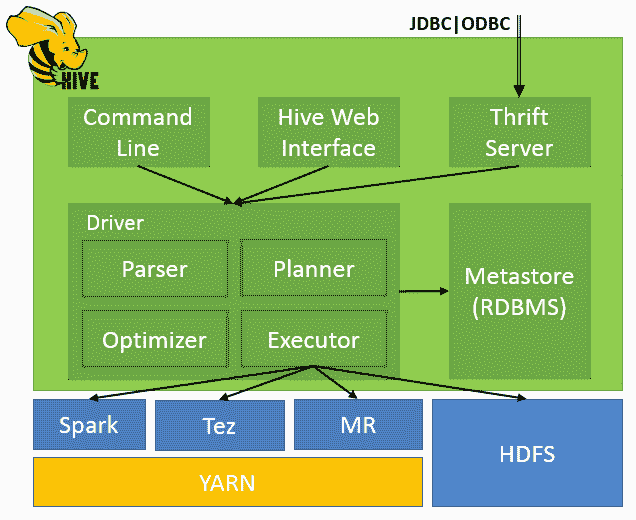 JDBC|ODBC
HIVE
Command
Line
Hive Web
Interface
Thrift
Server
Driver
Parser
Planner
Optimizer
Executor
Metastore
(RDBMS)
Spark
Tez
MR
HDFS
YARN